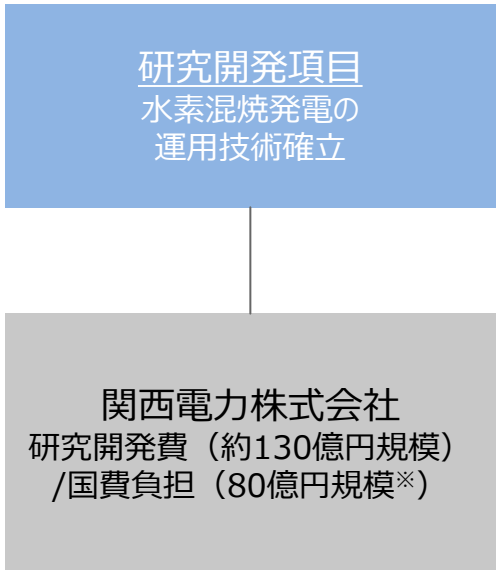 研究開発項目
水素混焼発電の
運用技術確立
関西電力株式会社
研究開発費（約130億円規模）
/国費負担（80億円規模※）